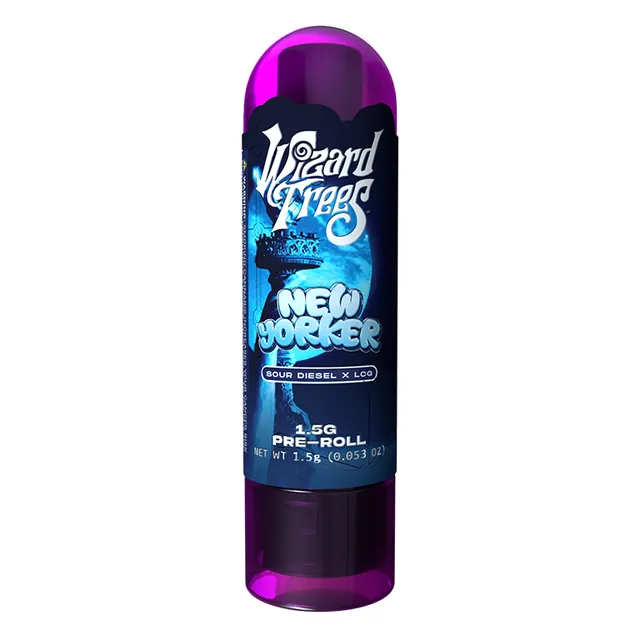 Wizard
Trees
NEW
YORKER
SOUR DIESEL X LCG
1.5G
PRE—ROLL
NET WT 1.5g (0.053 OZ)